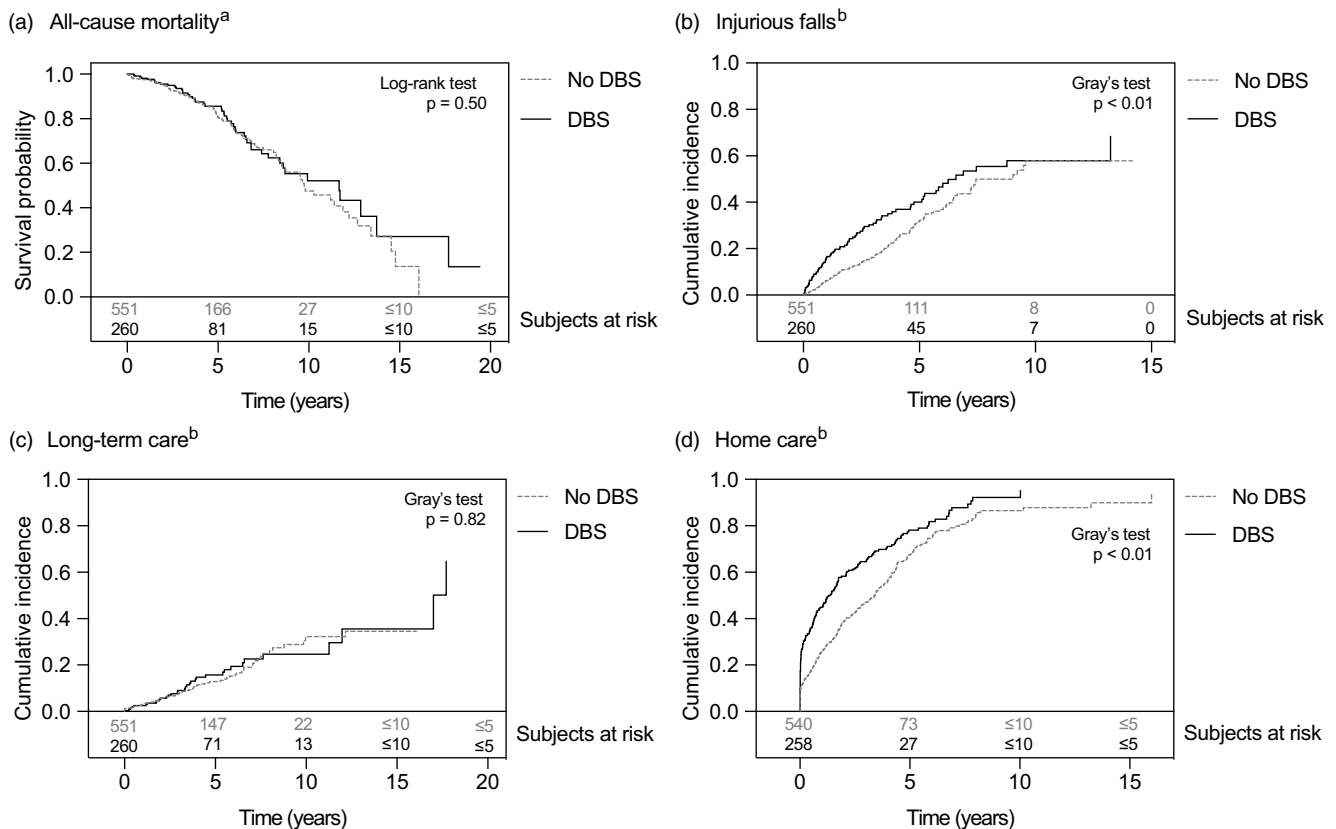 (a) All-cause mortalityᵃ
Survival probability
1.0
0.8
0.6
0.4
0.2
0.0
Log-rank test
p = 0.50
No DBS
DBS
551 166 27 ≤10 ≤5
260 81 15 ≤10 ≤5
Subjects at risk
0 5 10 15 20
Time (years)
(b) Injurious fallsᵇ
Cumulative incidence
1.0
0.8
0.6
0.4
0.2
0.0
Gray's test
p < 0.01
No DBS
DBS
551 111 8 0
260 45 7 0
Subjects at risk
0 5 10 15
Time (years)
(c) Long-term careᵇ
Cumulative incidence
1.0
0.8
0.6
0.4
0.2
0.0
Gray's test
p = 0.82
No DBS
DBS
551 147 22 ≤10 ≤5
260 71 13 ≤10 ≤5
Subjects at risk
0 5 10 15 20
Time (years)
(d) Home careᵇ
Cumulative incidence
1.0
0.8
0.6
0.4
0.2
0.0
Gray's test
p < 0.01
No DBS
DBS
540 73 ≤10 ≤5
258 27 ≤10 ≤5
Subjects at risk
0 5 10 15
Time (years)